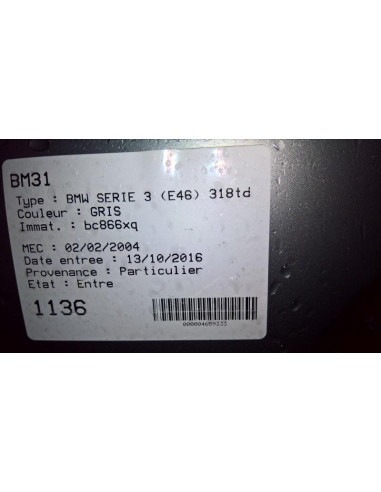 BM31
Type : BMW SERIE 3 (E46) 318td
Couleur : GRIS
Immat. : bc866xq
MEC : 02/02/2004
Date entree : 13/10/2016
Provenance : Particulier
Etat : Entre
1136